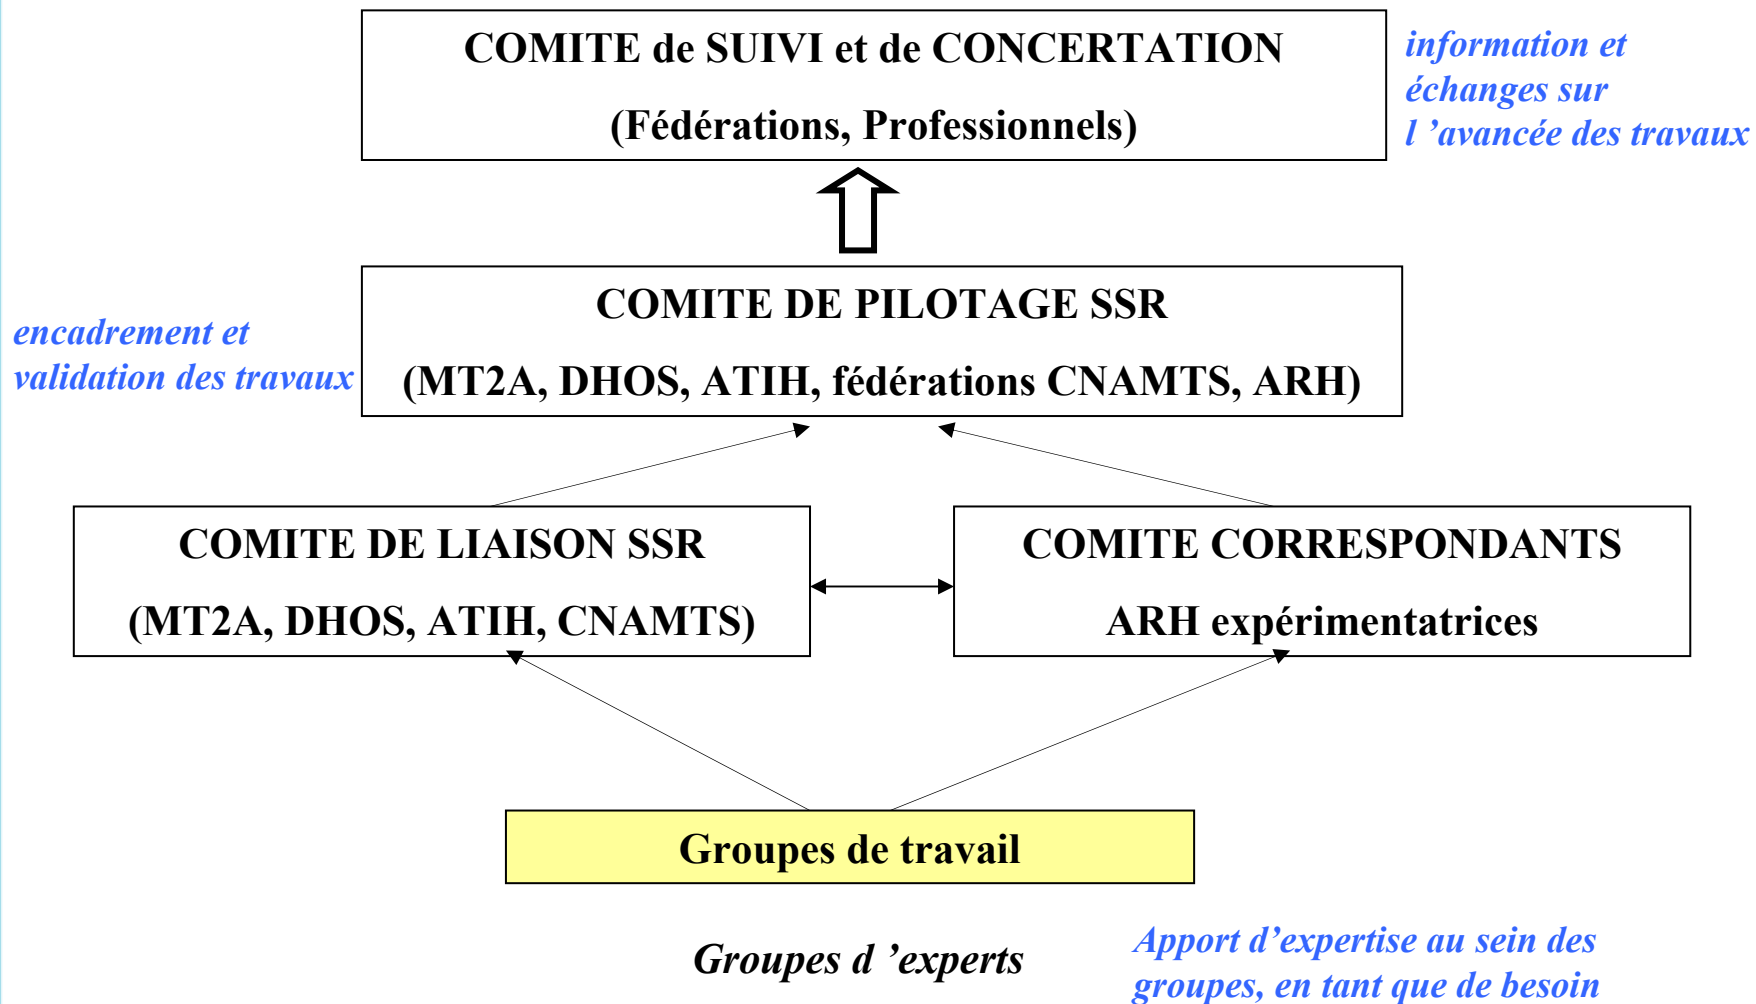 COMITE de SUIVI et de CONCERTATION
(Fédérations, Professionnels)
information et
échanges sur
l ’avancée des travaux
COMITE DE PILOTAGE SSR
(MT2A, DHOS, ATIH, fédérations CNAMTS, ARH)
encadrement et
validation des travaux
COMITE DE LIAISON SSR
(MT2A, DHOS, ATIH, CNAMTS)
COMITE CORRESPONDANTS
ARH expérimentatrices
Groupes de travail
Groupes d ’experts
Apport d’expertise au sein des
groupes, en tant que de besoin